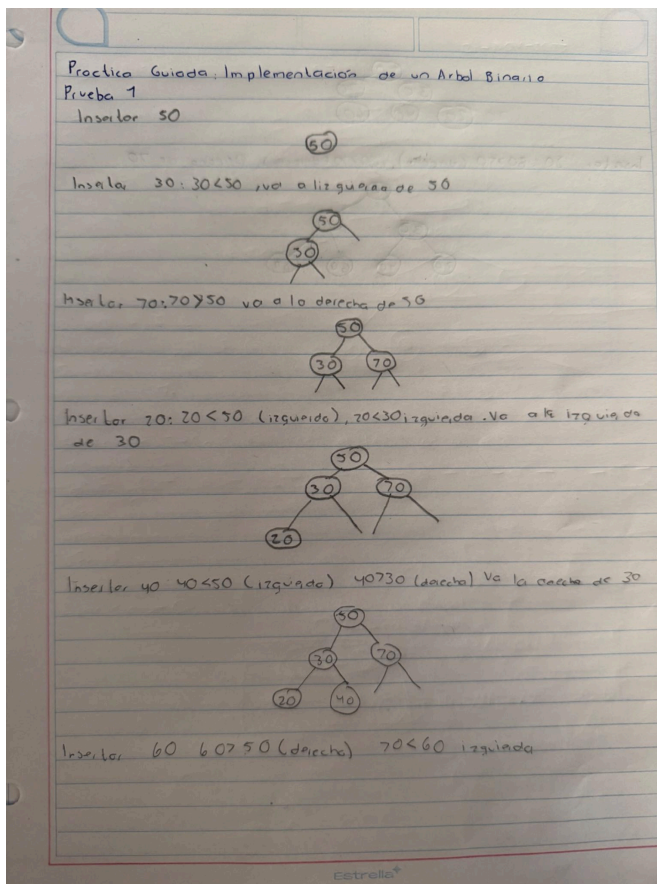 Practica Guiada: Implementación de un Arbol Binario
Prueba 1
Insertar 50
50
Insertar 30: 30<50, va a lizquierda de 50
50
30
Insertar 70: 70>50 va a la derecha de 50
50
30 70
Insertar 20: 20<50 (izquierda), 20<30 izquierda. Va a la izquierda
de 30
50
30 70
20
Insertar 40 40<50 (izquierda) 40>30 (derecha) Va la derecha de 30
50
30 70
20 40
Insertar 60 60>50 (derecha) 70<60 izquierda
Estrella